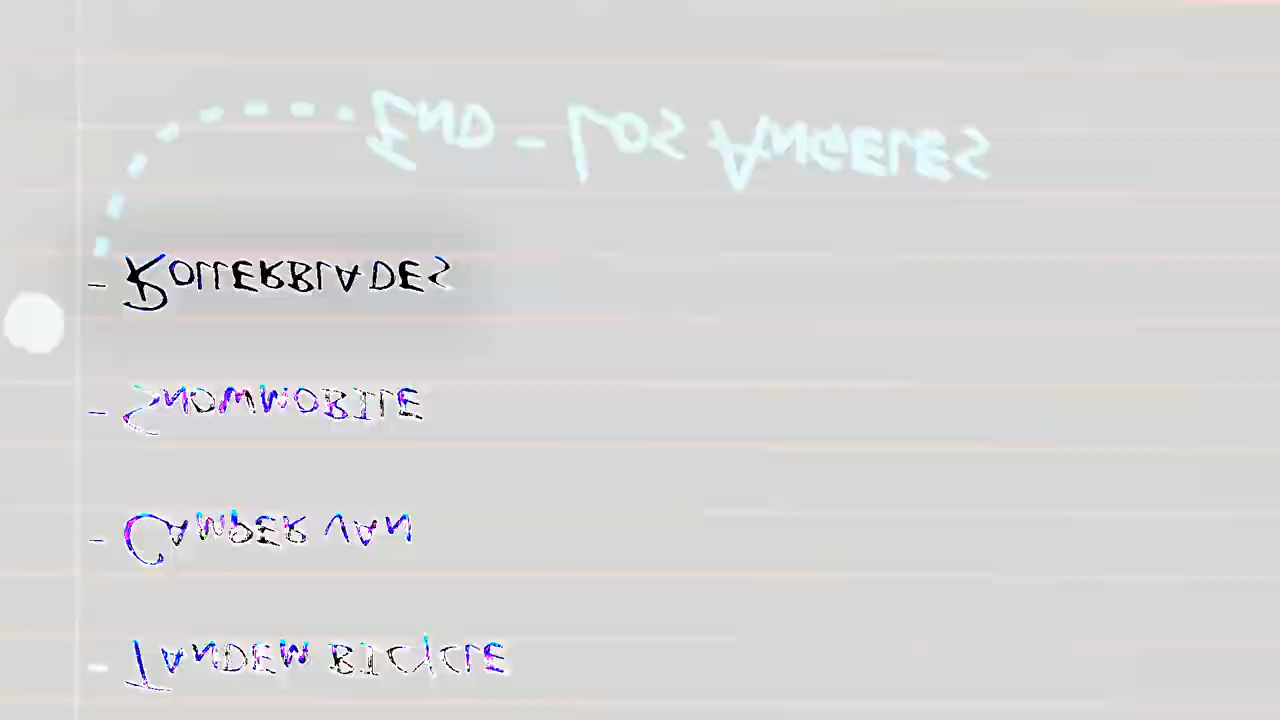 - TANDEM BICYCLE
- CAMPER VAN
- SNOWMOBILE
- ROLLERBLADES
END - LOS ANGELES